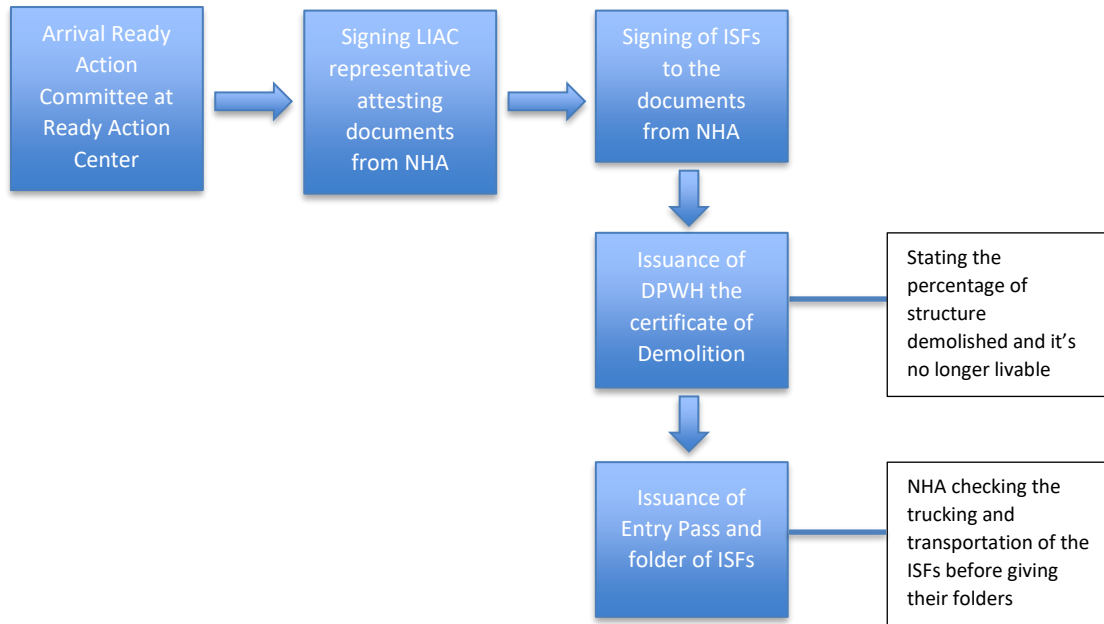 Arrival Ready
Action
Committee at
Ready Action
Center
Signing LIAC
representative
attesting
documents
from NHA
Signing of ISFs
to the
documents
from NHA
Issuance of
DPWH the
certificate of
Demolition
Stating the
percentage of
structure
demolished and it’s
no longer livable
Issuance of
Entry Pass and
folder of ISFs
NHA checking the
trucking and
transportation of the
ISFs before giving
their folders